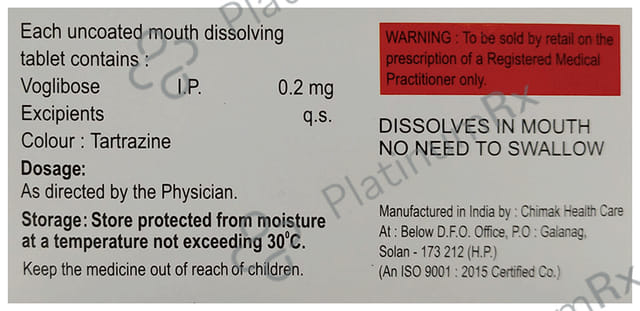 Each uncoated mouth dissolving
tablet contains :
Voglibose I.P. 0.2 mg
Excipients q.s.
Colour : Tartrazine
Dosage:
As directed by the Physician.
Storage: Store protected from moisture
at a temperature not exceeding 30⁰C.
Keep the medicine out of reach of children.
WARNING : To be sold by retail on the
prescription of a Registered Medical
Practitioner only.
DISSOLVES IN MOUTH
NO NEED TO SWALLOW
Manufactured in India by : Chimak Health Care
At : Below D.F.O. Office, P.O : Galanag,
Solan - 173 212 (H.P.)
(An ISO 9001 : 2015 Certified Co.)
PlatinumRx